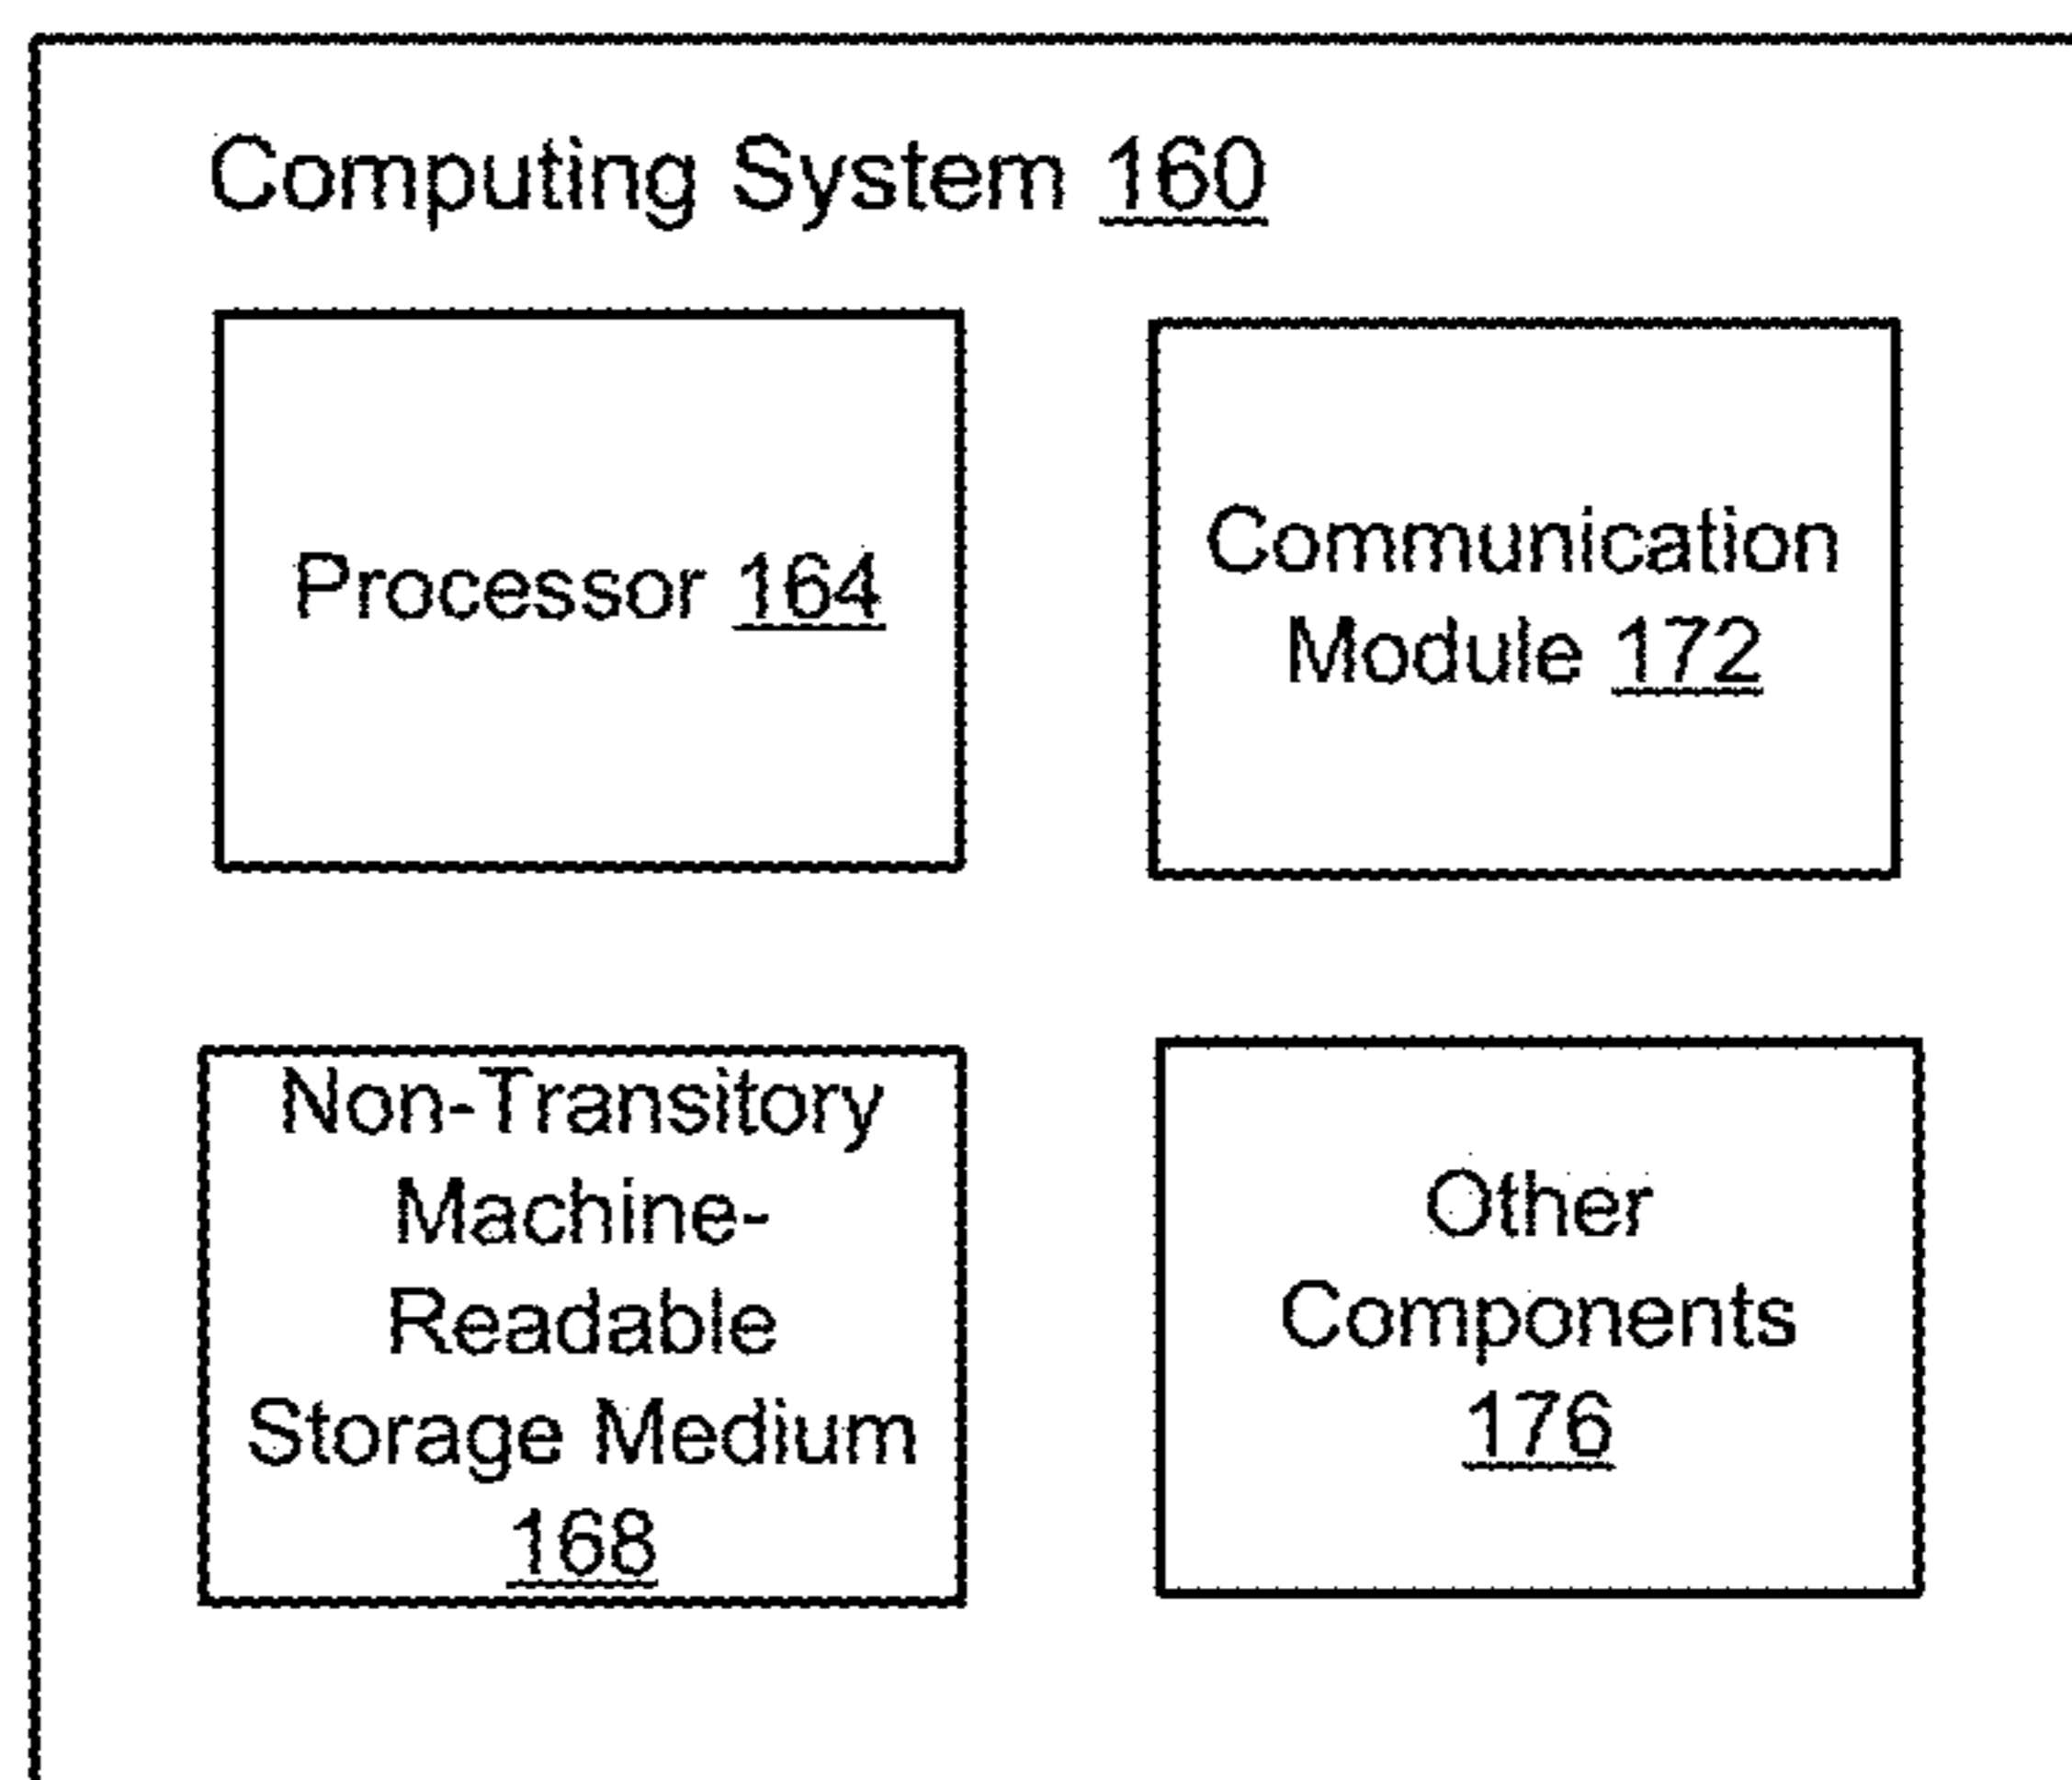 Computing System 160
Processor 164
Communication
Module 172
Non-Transitory
Machine-
Readable
Storage Medium
168
Other
Components
176